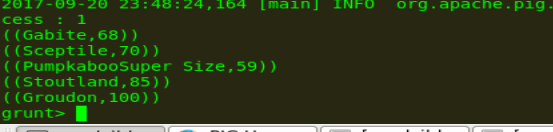 2017-09-20 23:48:24,164 [main] INFO org.apache.pig.
cess : 1
((Gabite,68))
((Sceptile,70))
((PumpkabooSuper Size,59))
((Stoutland,85))
((Groudon,100))
grunt>